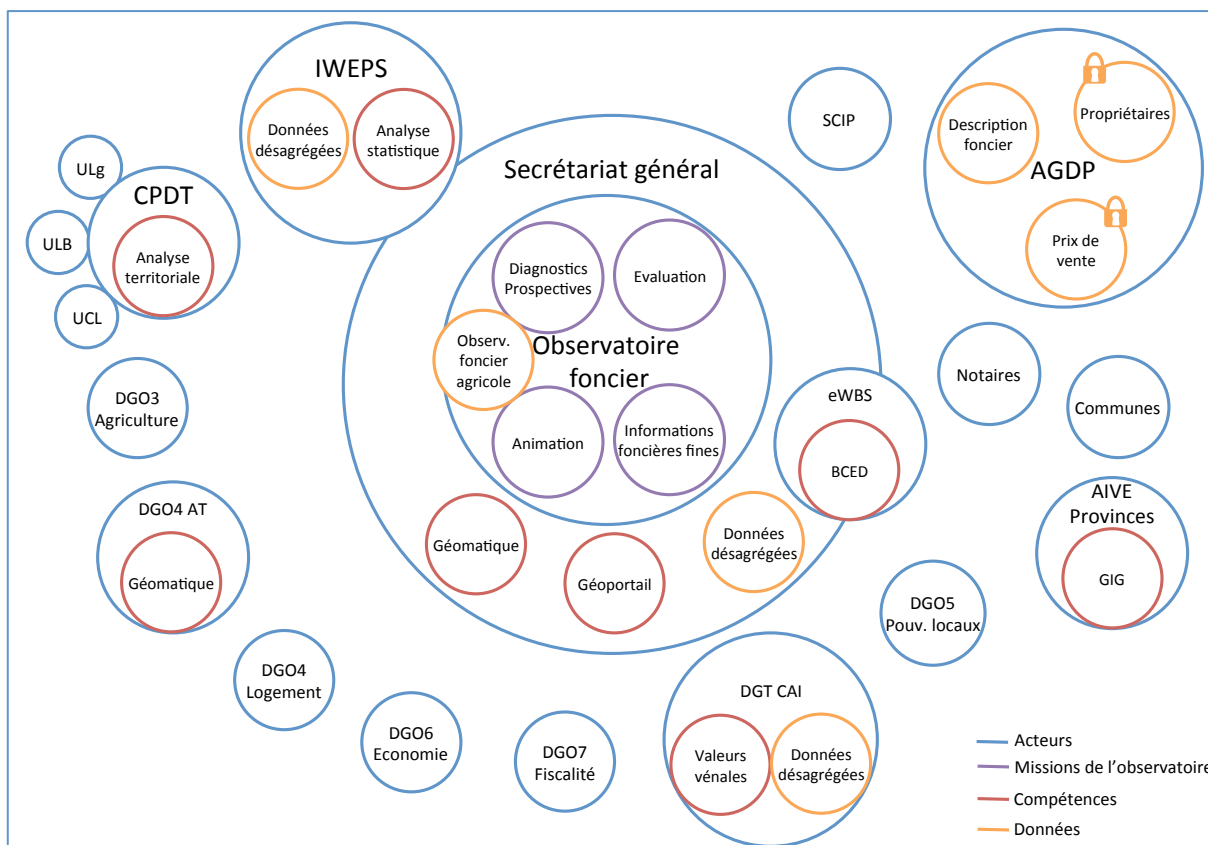 IWEPS
Données
désagrégées
Analyse
statistique
SCIP
Description
foncier
Propriétaires
AGDP
Prix de
vente
ULg
ULB
UCL
CPDT
Analyse
territoriale
Secrétariat général
Diagnostics
Prospectives
Evaluation
Observ.
foncier
agricole
Observatoire
foncier
Animation
Informations
foncières fines
eWBS
BCED
Notaires
Communes
DGO3
Agriculture
DGO4 AT
Géomatique
Géomatique
Géoportail
Données
désagrégées
AIVE
Provinces
GIG
DGO5
Pouv. locaux
DGO4
Logement
DGO6
Economie
DGO7
Fiscalité
DGT CAI
Valeurs
vénales
Données
désagrégées
Acteurs
Missions de l'observatoire
Compétences
Données